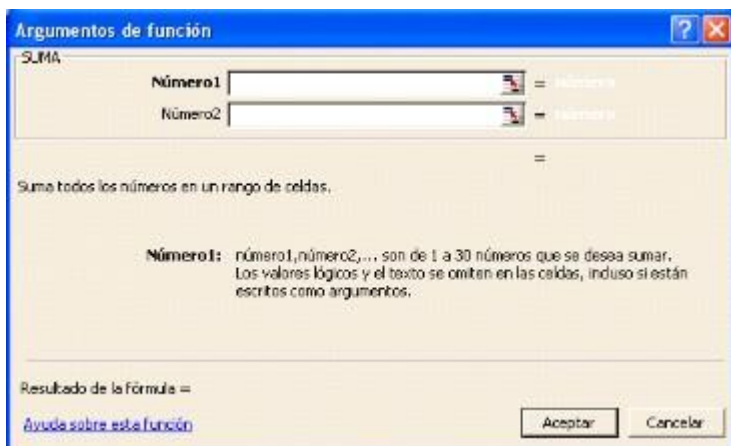 Argumentos de función
SUMA
Número1 = número
Número2 = número
=
Suma todos los números en un rango de celdas.
Número1: número1,número2,... son de 1 a 30 números que se desea sumar.
Los valores lógicos y el texto se omiten en las celdas, incluso si están
escritos como argumentos.
Resultado de la fórmula =
Ayuda sobre esta función
Aceptar Cancelar